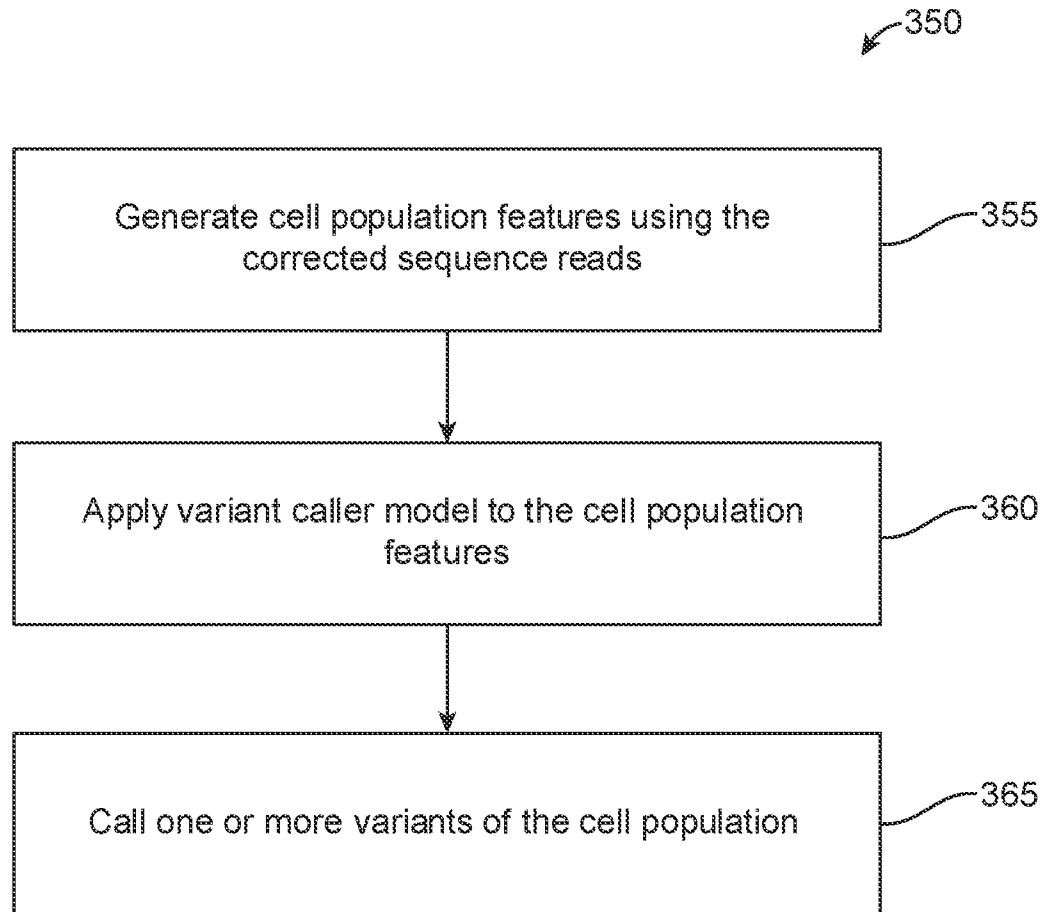 350
Generate cell population features using the
corrected sequence reads
355
Apply variant caller model to the cell population
features
360
Call one or more variants of the cell population
365